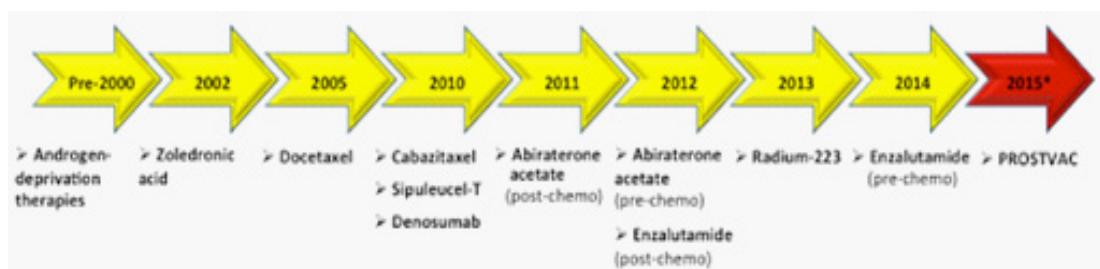 Pre-2000 2002 2005 2010 2011 2012 2013 2014 2015*
➢ Androgen-
deprivation
therapies
➢ Zoledronic
acid
➢ Docetaxel
➢ Cabazitaxel
➢ Sipuleucel-T
➢ Denosumab
➢ Abiraterone
acetate
(post-chemo)
➢ Abiraterone
acetate
(pre-chemo)
➢ Enzalutamide
(post-chemo)
➢ Radium-223
➢ Enzalutamide
(pre-chemo)
➢ PROSTVAC